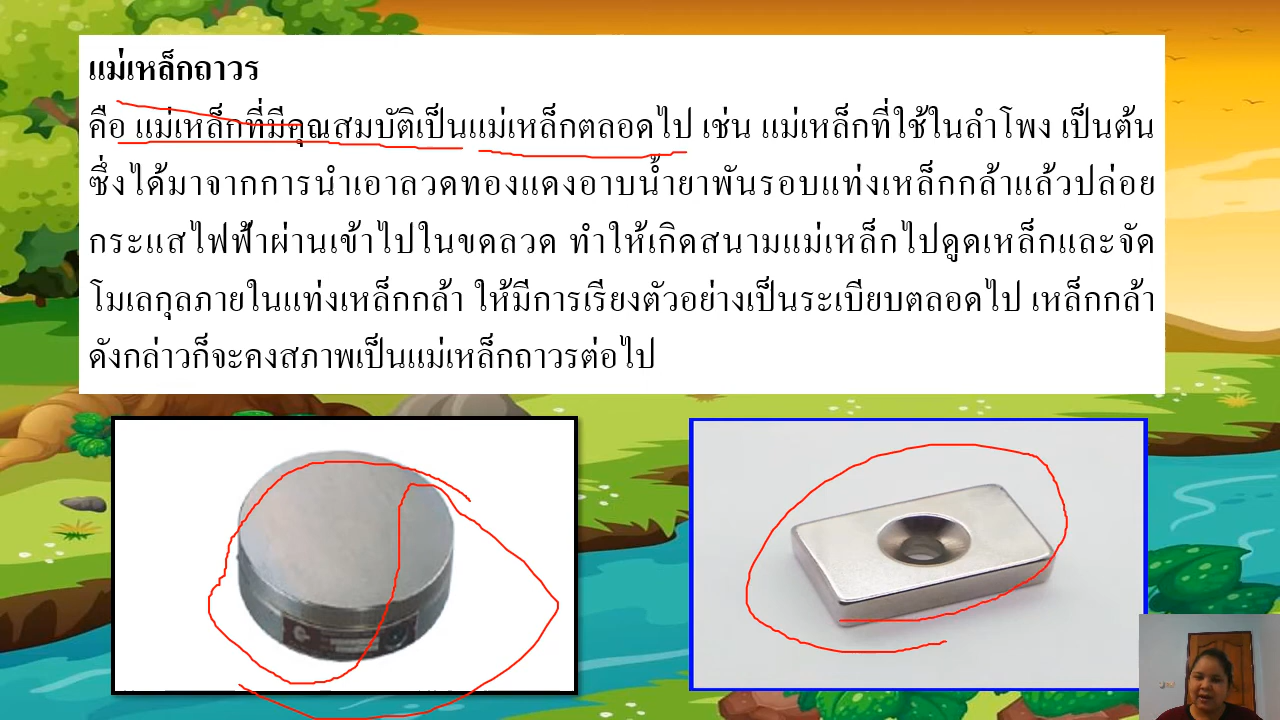 แม่เหล็กถาวร
คือ แม่เหล็กที่มีคุณสมบัติเป็นแม่เหล็กตลอดไป เช่น แม่เหล็กที่ใช้ในลำโพง เป็นต้น
ซึ่งได้มาจากการนำเอาลวดทองแดงอาบน้ำยาพันรอบแท่งเหล็กกล้าแล้วปล่อย
กระแสไฟฟ้าผ่านเข้าไปในขดลวด ทำให้เกิดสนามแม่เหล็กไปดูดเหล็กและจัด
โมเลกุลภายในแท่งเหล็กกล้า ให้มีการเรียงตัวอย่างเป็นระเบียบตลอดไป เหล็กกล้า
ดังกล่าวก็จะคงสภาพเป็นแม่เหล็กถาวรต่อไป